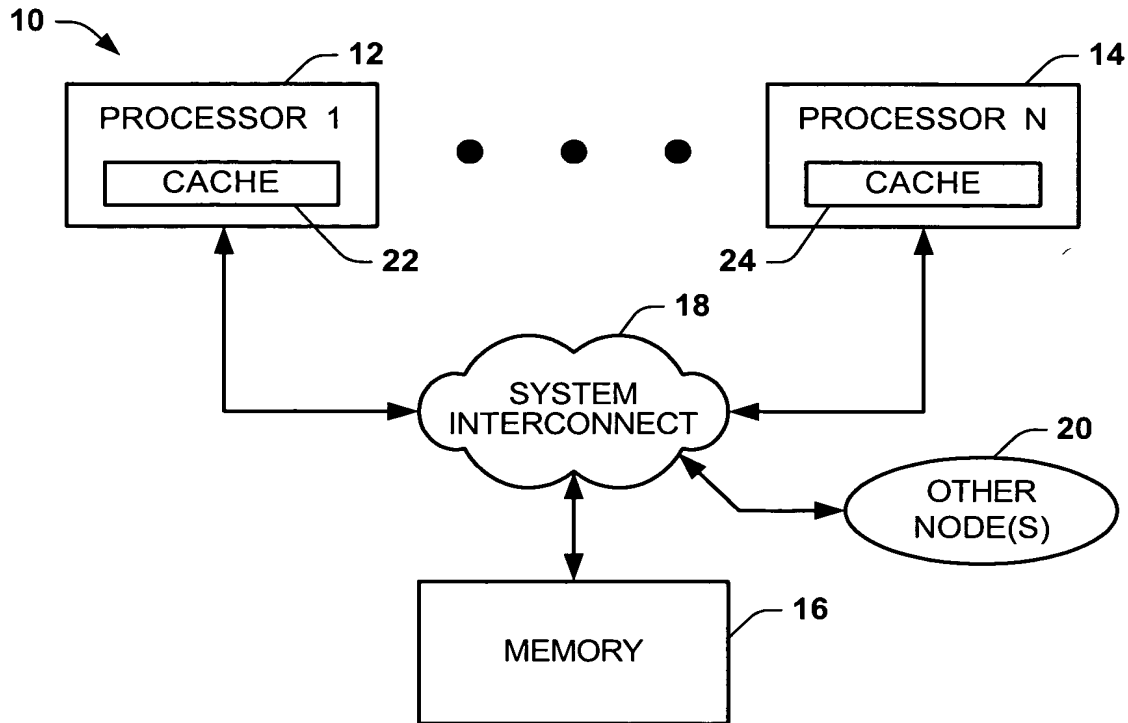 10
12
14
PROCESSOR 1
PROCESSOR N
CACHE
CACHE
22
24
18
SYSTEM
INTERCONNECT
20
OTHER
NODE(S)
16
MEMORY